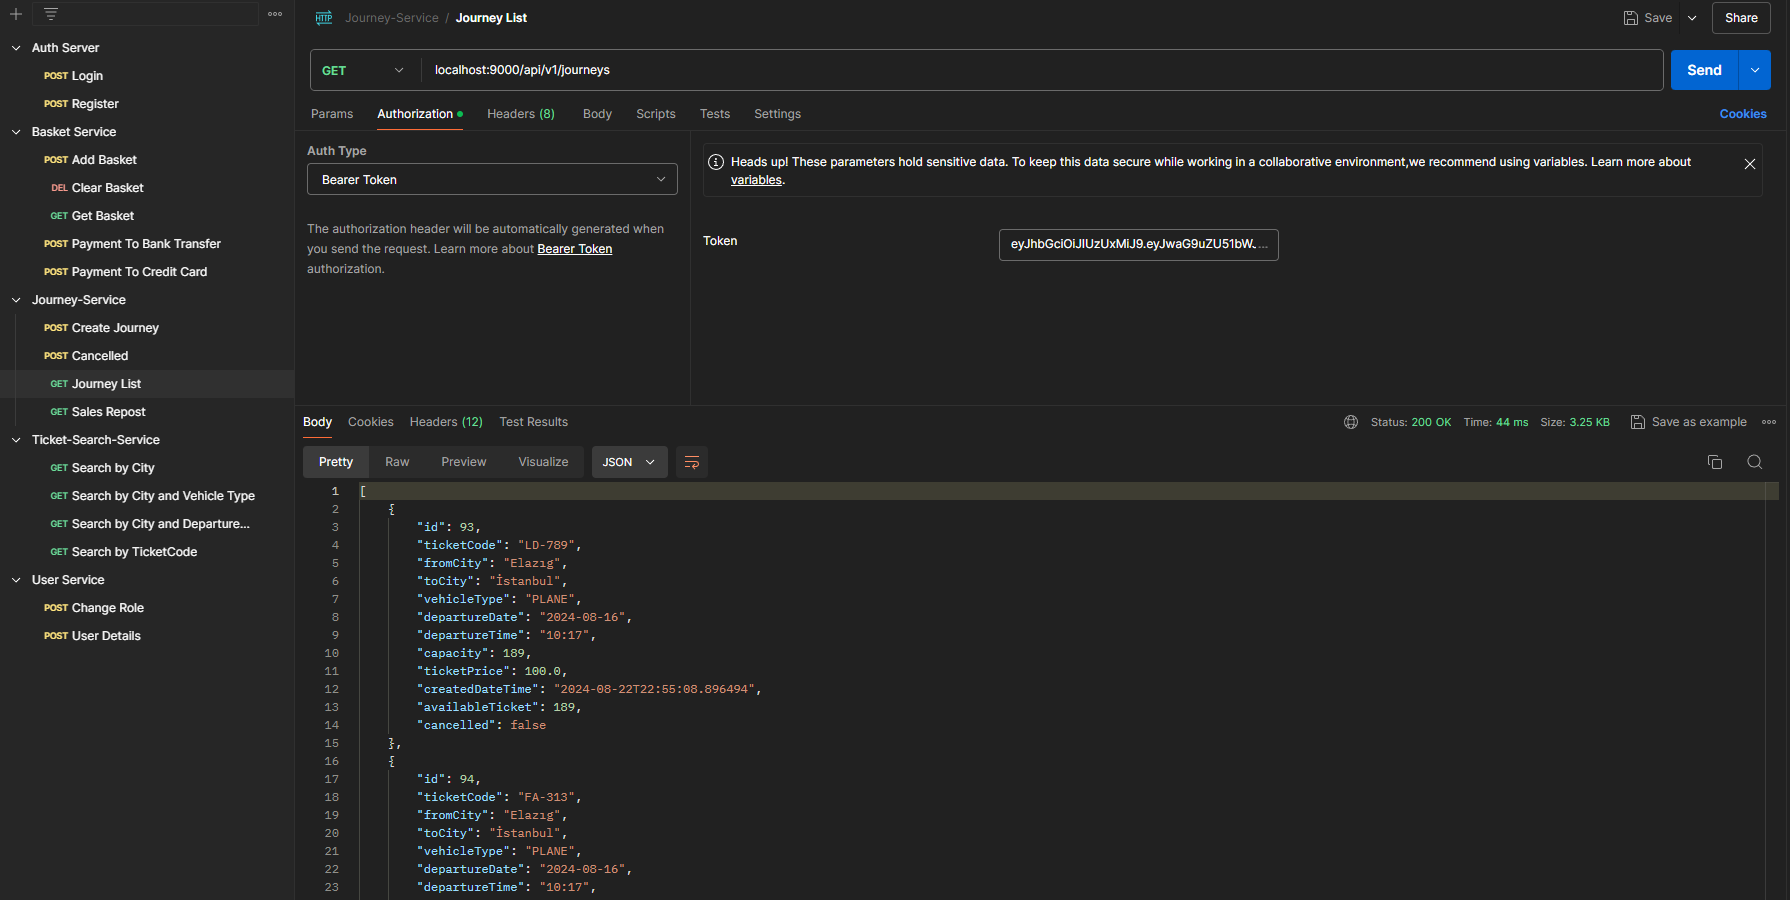 Auth Server
POST Login
POST Register
Basket Service
POST Add Basket
DEL Clear Basket
GET Get Basket
POST Payment To Bank Transfer
POST Payment To Credit Card
Journey-Service
POST Create Journey
POST Cancelled
GET Journey List
GET Sales Repost
Ticket-Search-Service
GET Search by City
GET Search by City and Vehicle Type
GET Search by City and Departure...
GET Search by TicketCode
User Service
POST Change Role
POST User Details
HTTP Journey-Service / Journey List
Save Share
GET localhost:9000/api/v1/journeys Send
Params Authorization Headers (8) Body Scripts Tests Settings Cookies
Auth Type
Bearer Token
The authorization header will be automatically generated when
you send the request. Learn more about Bearer Token
authorization.
Heads up! These parameters hold sensitive data. To keep this data secure while working in a collaborative environment,we recommend using variables. Learn more about
variables.
Token eyJhbGciOiJIUzUxMiJ9.eyJwaG9uZU51bW. ...
Body Cookies Headers (12) Test Results Status: 200 OK Time: 44 ms Size: 3.25 KB Save as example
Pretty Raw Preview Visualize JSON
1 [
2 {
3 "id": 93,
4 "ticketCode": "LD-789",
5 "fromCity": "Elazıg",
6 "toCity": "İstanbul",
7 "vehicleType": "PLANE",
8 "departureDate": "2024-08-16",
9 "departureTime": "10:17",
10 "capacity": 189,
11 "ticketPrice": 100.0,
12 "createdDateTime": "2024-08-22T22:55:08.896494",
13 "availableTicket": 189,
14 "cancelled": false
15 },
16 {
17 "id": 94,
18 "ticketCode": "FA-313",
19 "fromCity": "Elazıg",
20 "toCity": "İstanbul",
21 "vehicleType": "PLANE",
22 "departureDate": "2024-08-16",
23 "departureTime": "10:17",